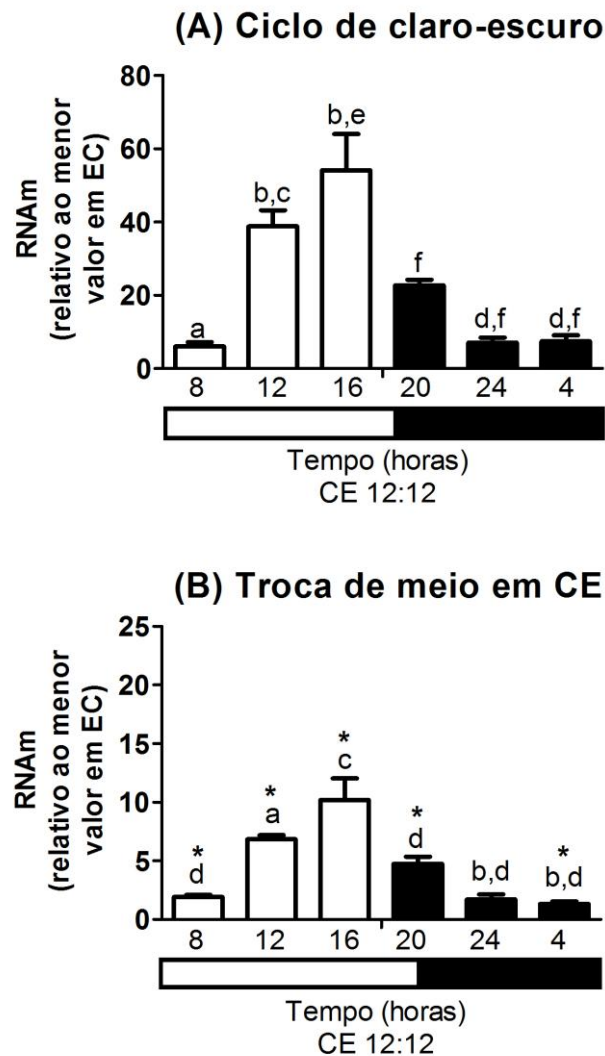 (A) Ciclo de claro-escuro
RNAm
(relativo ao menor
valor em EC)
80
60
40
20
0
a
b,c
b,e
f
d,f
d,f
8 12 16 20 24 4
Tempo (horas)
CE 12:12
(B) Troca de meio em CE
RNAm
(relativo ao menor
valor em EC)
25
20
15
10
5
0
* * * * *
d a c d b,d b,d
8 12 16 20 24 4
Tempo (horas)
CE 12:12